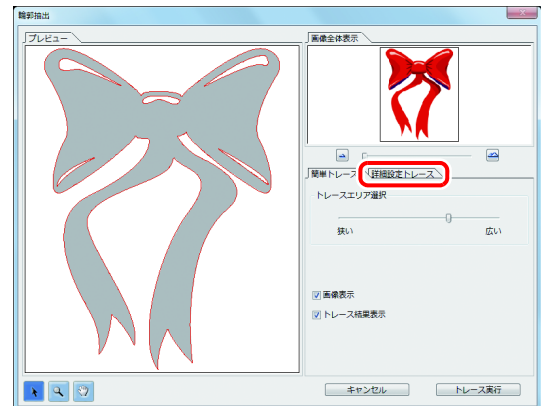 輪郭抽出
プレビュー
画像全体表示
簡単トレース
詳細設定トレース
トレースエリア選択
狭い
広い
画像表示
トレース結果表示
キャンセル
トレース実行